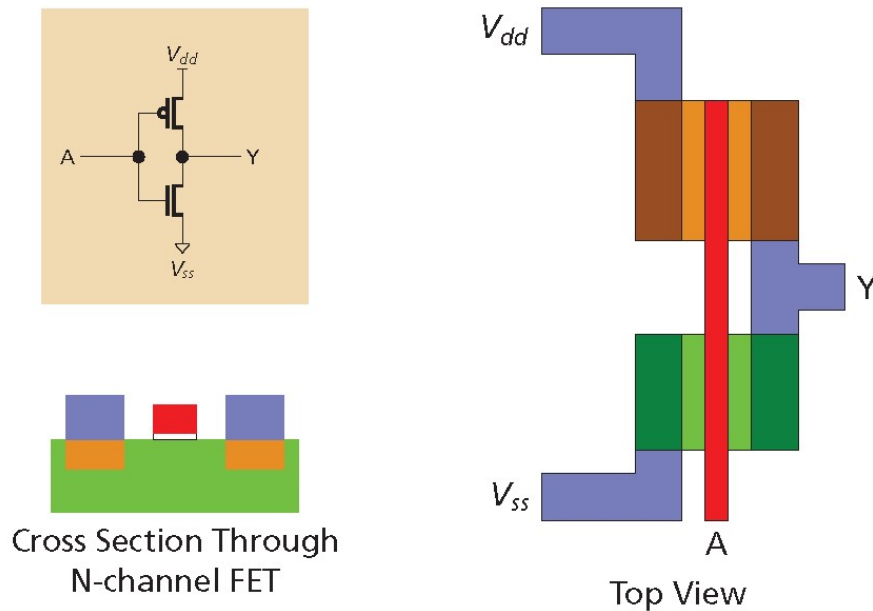 Vdd
A
Y
Vss
Cross Section Through
N-channel FET
Vdd
Y
Vss
A
Top View